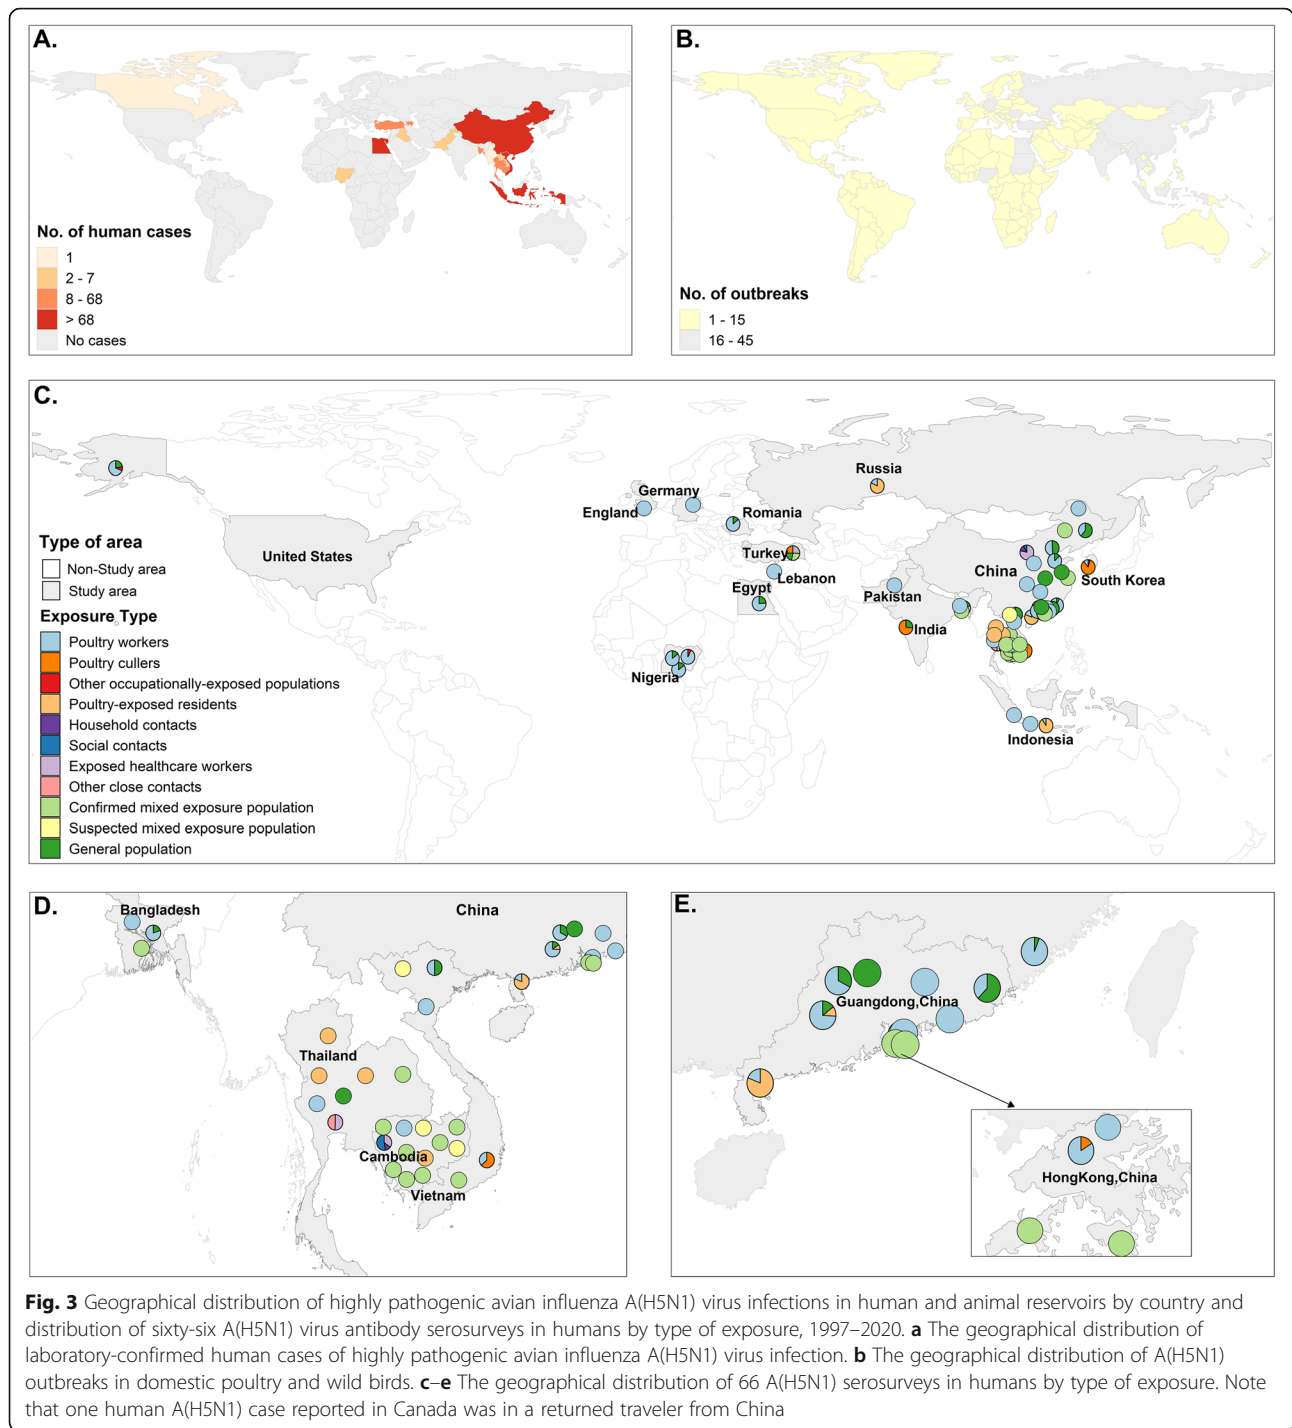 A.
No. of human cases
1
2 - 7
8 - 68
> 68
No cases
B.
No. of outbreaks
1 - 15
16 - 45
C.
Russia
Germany
England
Romania
Turkey
Lebanon
Egypt
Pakistan
India
Nigeria
China
South Korea
Indonesia
United States
Type of area
Non-Study area
Study area
Exposure Type
Poultry workers
Poultry cullers
Other occupationally-exposed populations
Poultry-exposed residents
Household contacts
Social contacts
Exposed healthcare workers
Other close contacts
Confirmed mixed exposure population
Suspected mixed exposure population
General population
D.
Bangladesh
China
Thailand
Cambodia
Vietnam
E.
Guangdong,China
HongKong,China
Fig. 3 Geographical distribution of highly pathogenic avian influenza A(H5N1) virus infections in human and animal reservoirs by country and
distribution of sixty-six A(H5N1) virus antibody serosurveys in humans by type of exposure, 1997–2020. a The geographical distribution of
laboratory-confirmed human cases of highly pathogenic avian influenza A(H5N1) virus infection. b The geographical distribution of A(H5N1)
outbreaks in domestic poultry and wild birds. c–e The geographical distribution of 66 A(H5N1) serosurveys in humans by type of exposure. Note
that one human A(H5N1) case reported in Canada was in a returned traveler from China